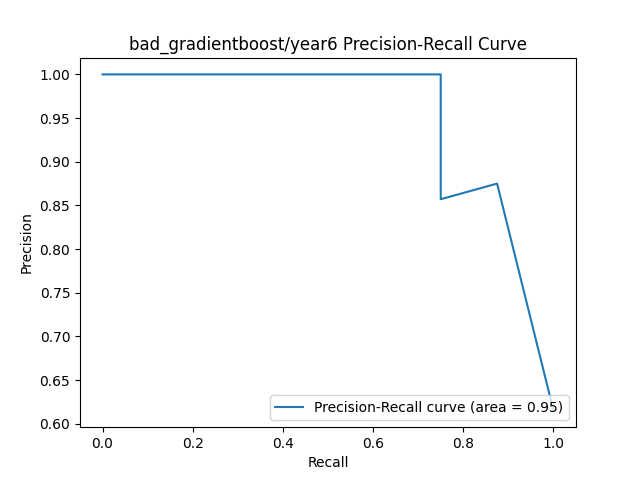 bad_gradientboost/year6 Precision-Recall Curve
1.00
0.95
0.90
0.85
0.80
0.75
0.70
0.65
0.60
Precision
Precision-Recall curve (area = 0.95)
0.0 0.2 0.4 0.6 0.8 1.0
Recall